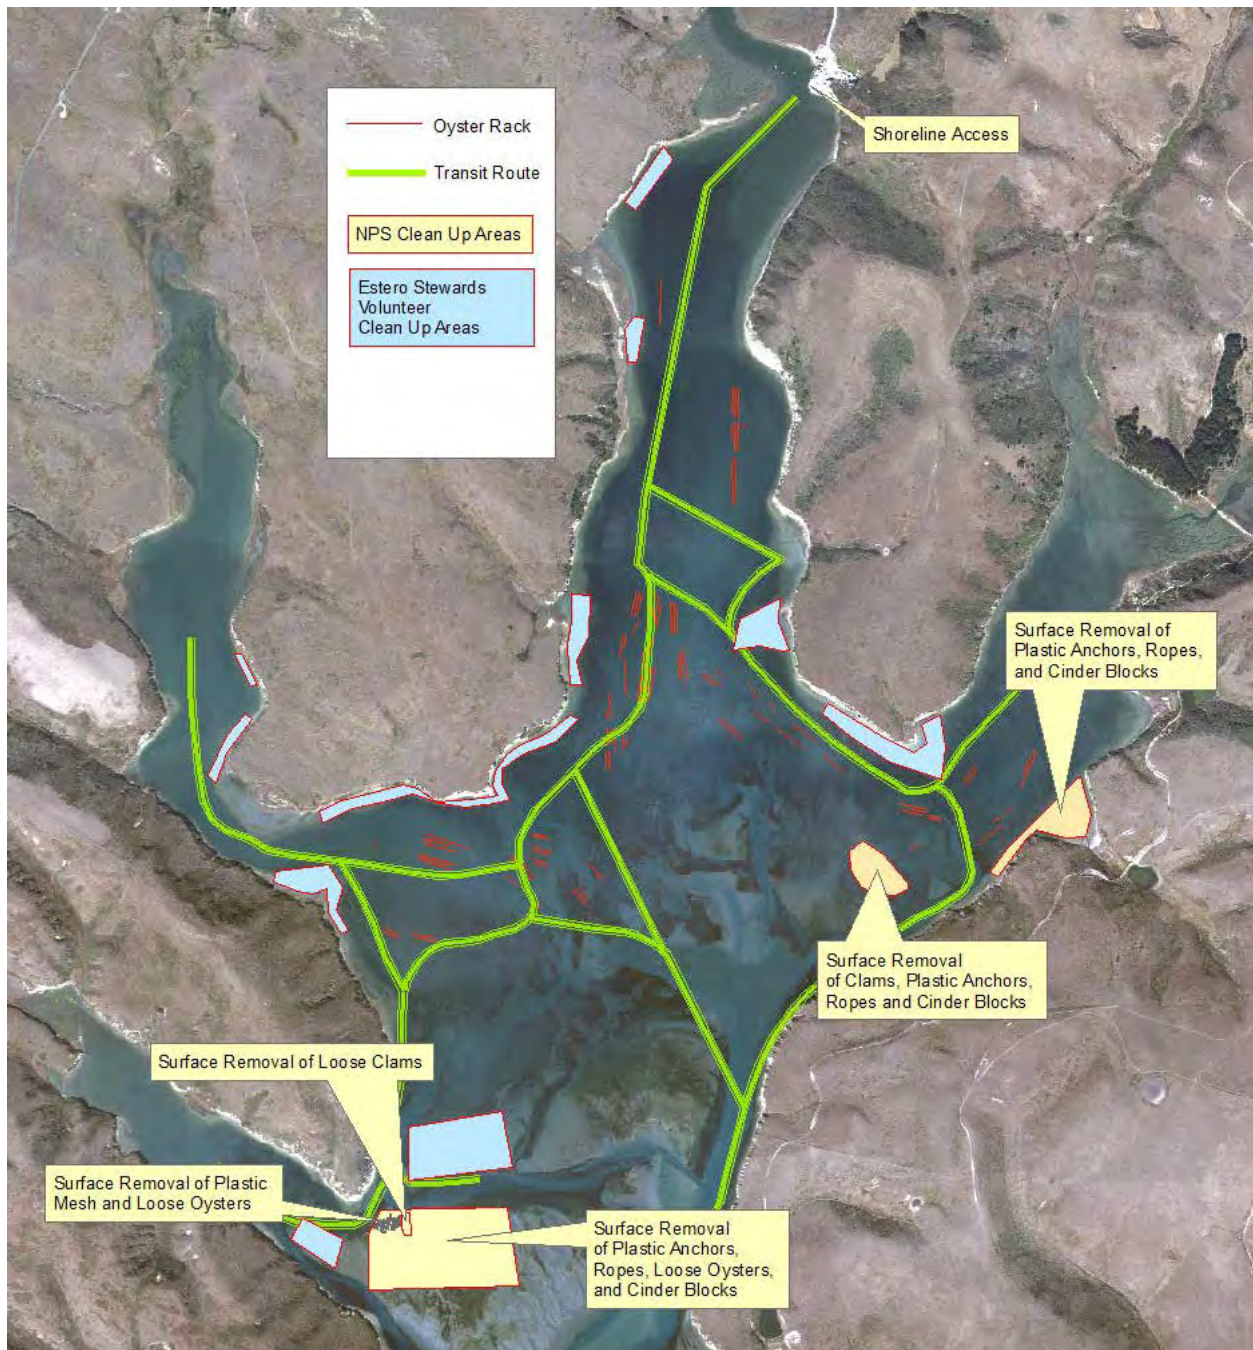 Shoreline Access
Oyster Rack
Transit Route
NPS Clean Up Areas
Estero Stewards
Volunteer
Clean Up Areas
Surface Removal of
Plastic Anchors, Ropes,
and Cinder Blocks
Surface Removal
of Clams, Plastic Anchors,
Ropes and Cinder Blocks
Surface Removal of Loose Clams
Surface Removal of Plastic
Mesh and Loose Oysters
Surface Removal
of Plastic Anchors,
Ropes, Loose Oysters,
and Cinder Blocks